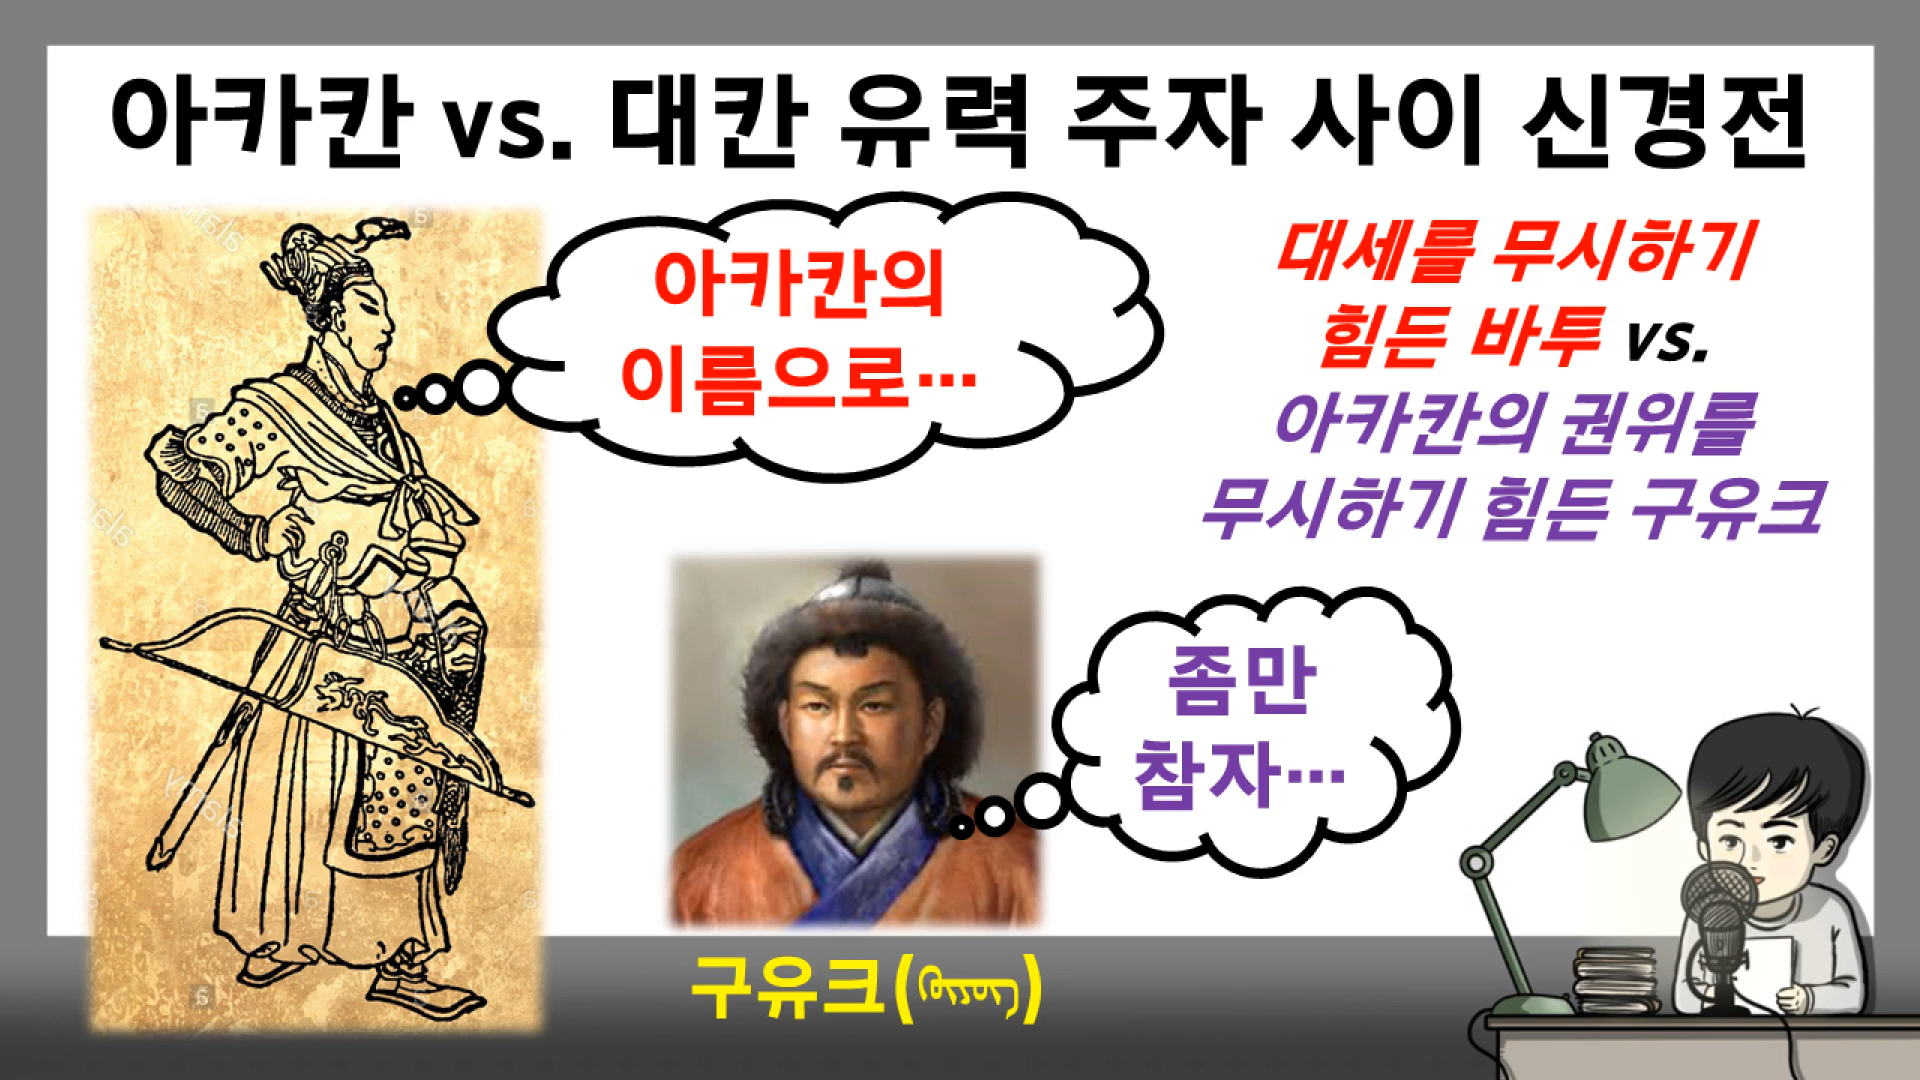 아카칸 vs. 대칸 유력 주자 사이 신경전
아카칸의
이름으로…
대세를 무시하기
힘든 바투 vs.
아카칸의 권위를
무시하기 힘든 구유크
좀만
참자…
구유크(
)